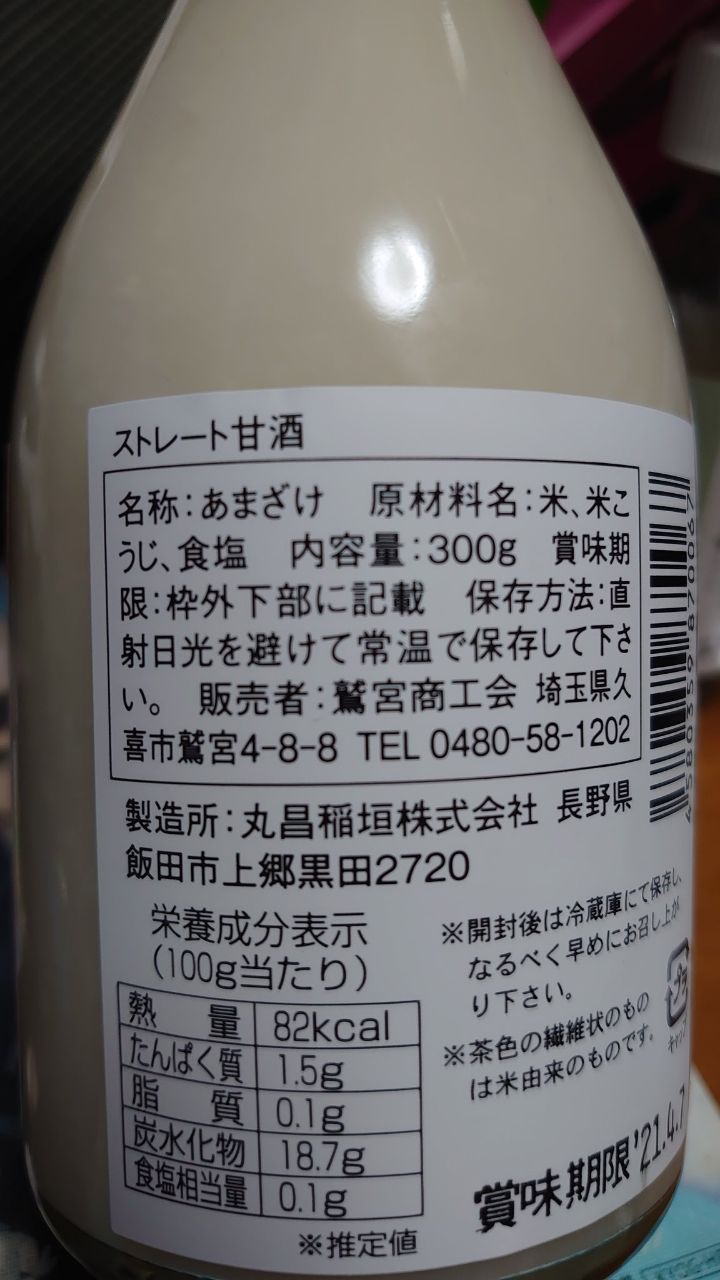 ストレート甘酒
名称：あまざけ　原材料名：米、米こ
うじ、食塩　内容量：300g　賞味期
限：枠外下部に記載　保存方法：直
射日光を避けて常温で保存して下さ
い。　販売者：鷲宮商工会　埼玉県久
喜市鷲宮4-8-8　TEL 0480-58-1202
製造所：丸昌稲垣株式会社　長野県
飯田市上郷黒田2720
栄養成分表示
（100g当たり）
熱量 82kcal
たんぱく質 1.5g
脂質 0.1g
炭水化物 18.7g
食塩相当量 0.1g
※推定値
※開封後は冷蔵庫にて保存し、
なるべく早めにお召し上が
り下さい。
※茶色の繊維状のもの
は米由来のものです。
プラ
賞味期限'21.4.7